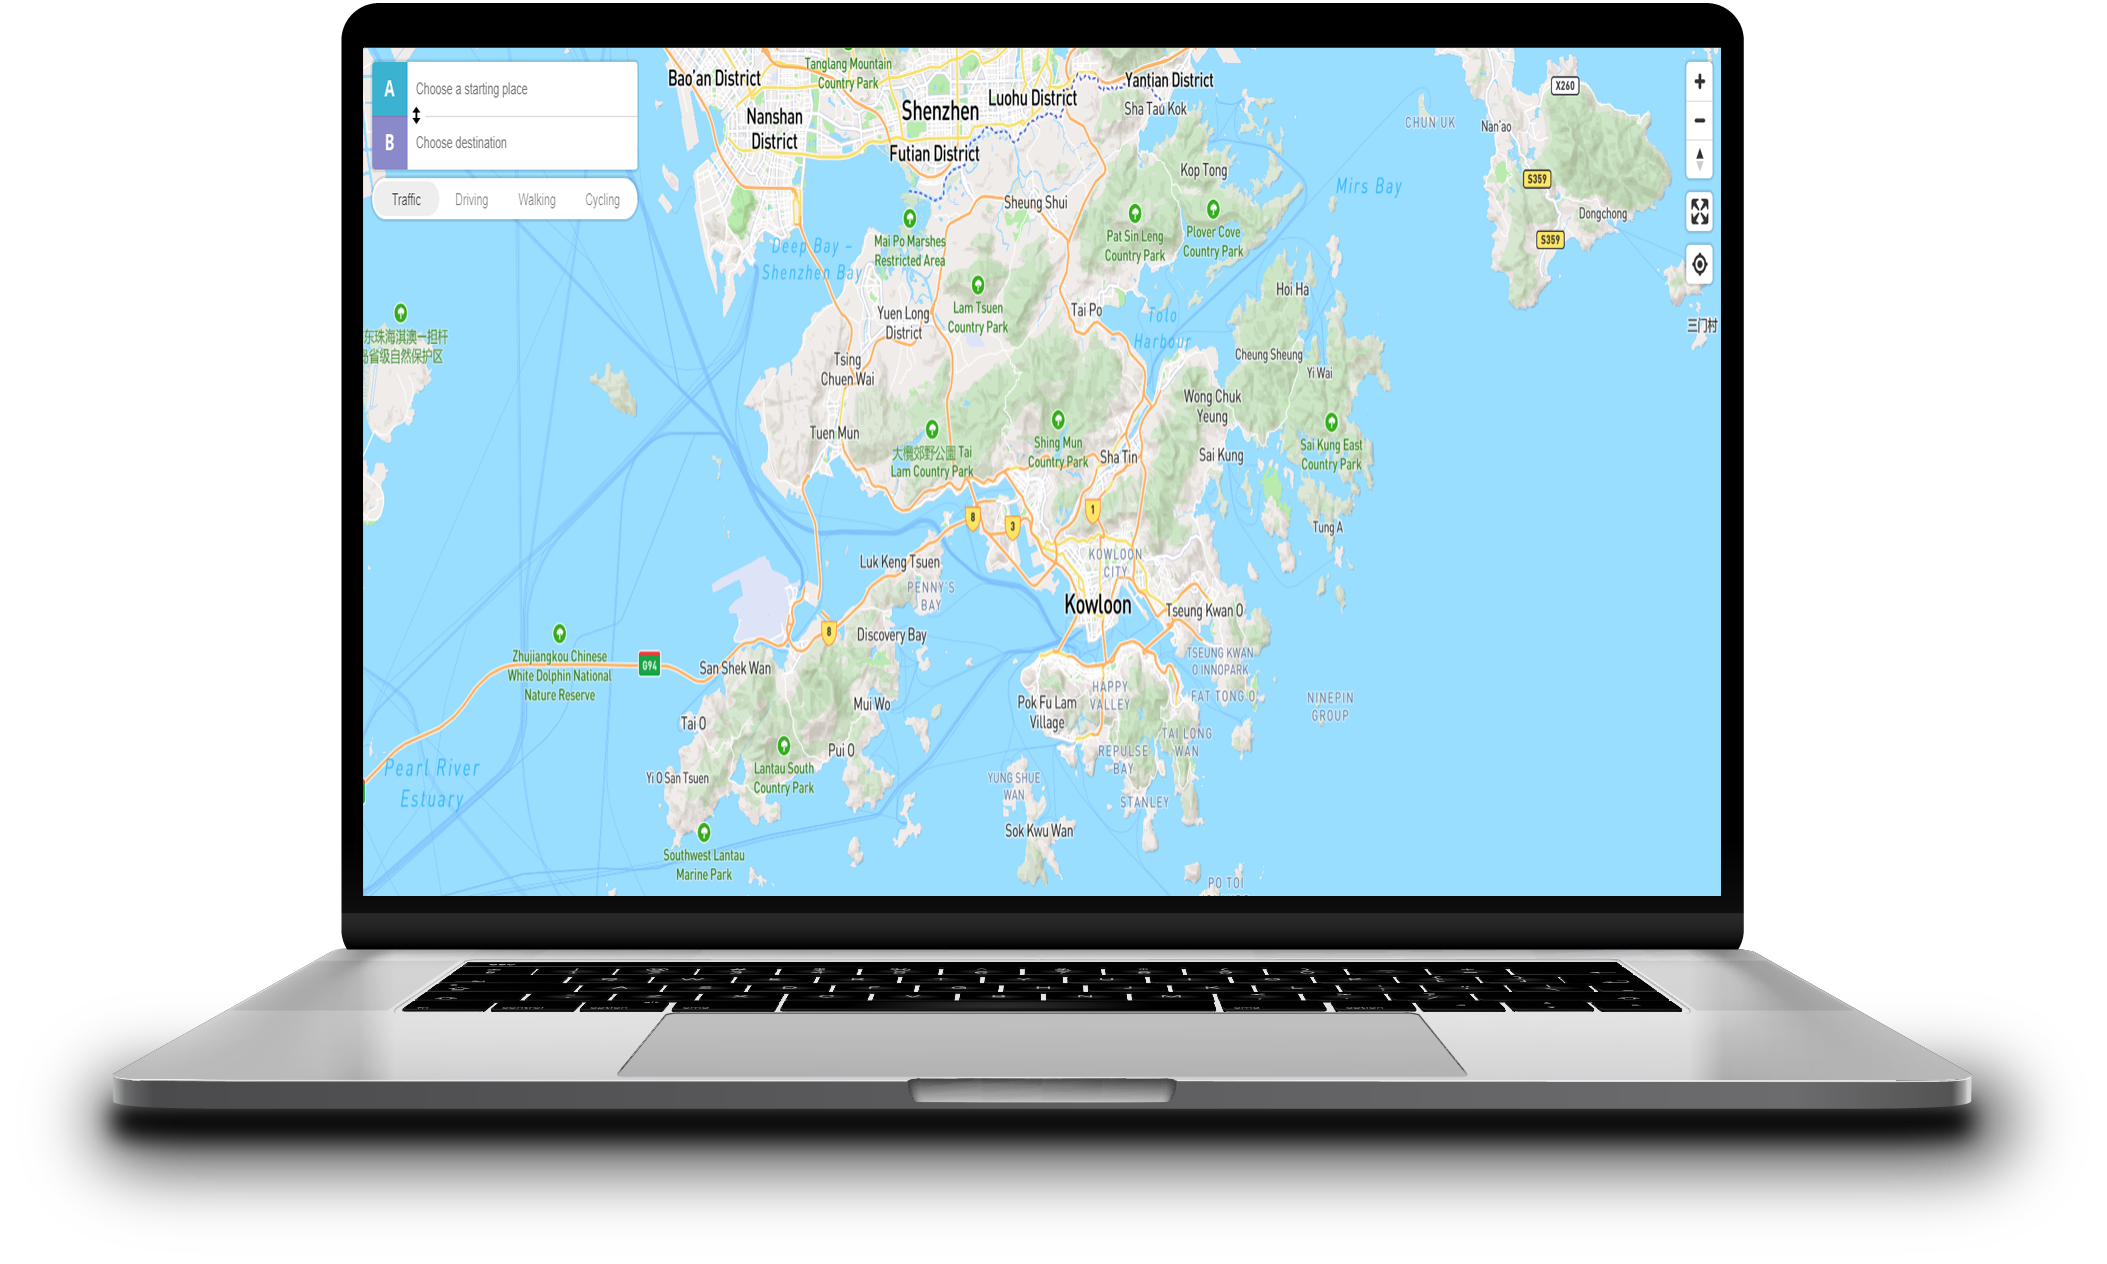 A
Choose a starting place
B
Choose destination
Traffic
Driving
Walking
Cycling
Bao'an District
Tanglang Mountain
Country Park
Yantian District
X260
Shenzhen
Luohu District
Sha Tau Kok
CHUN UK
Nan'ao
Nanshan
District
Futian District
Kop Tong
Mirs Bay
S359
Sheung Shui
Dongchong
Mai Po Marshes
Restricted Area
Pat Sin Leng
Country Park
Plover Cove
Country Park
S359
Deep Bay –
Shenzhen Bay
Hoi Ha
Lam Tsuen
Country Park
Yuen Long
District
Tai Po
Tolo
Harbour
三门村
东珠海淇澳一担杆
岛省级自然保护区
Tsing
Chuen Wai
Cheung Sheung
Yi Wai
Wong Chuk
Yeung
Tuen Mun
大欖郊野公園 Tai
Lam Country Park
Shing Mun
Country Park
Sha Tin
Sai Kung
Sai Kung East
Country Park
8
3
1
Tung A
Luk Keng Tsuen
KOWLOON
CITY
PENNY'S
BAY
Kowloon
Tseung Kwan O
8
Discovery Bay
Zhujiangkou Chinese
White Dolphin National
Nature Reserve
G94
San Shek Wan
TSEUNG KWAN
O INNOPARK
HAPPY
VALLEY
FAT TONG O
NINEPIN
GROUP
Mui Wo
Pok Fu Lam
Village
Tai O
TAI LONG
WAN
Pui O
REPULSE
BAY
Pearl River
Estuary
Yi O San Tsuen
Lantau South
Country Park
YUNG SHUE
WAN
STANLEY
Sok Kwu Wan
Southwest Lantau
Marine Park
PO TOI